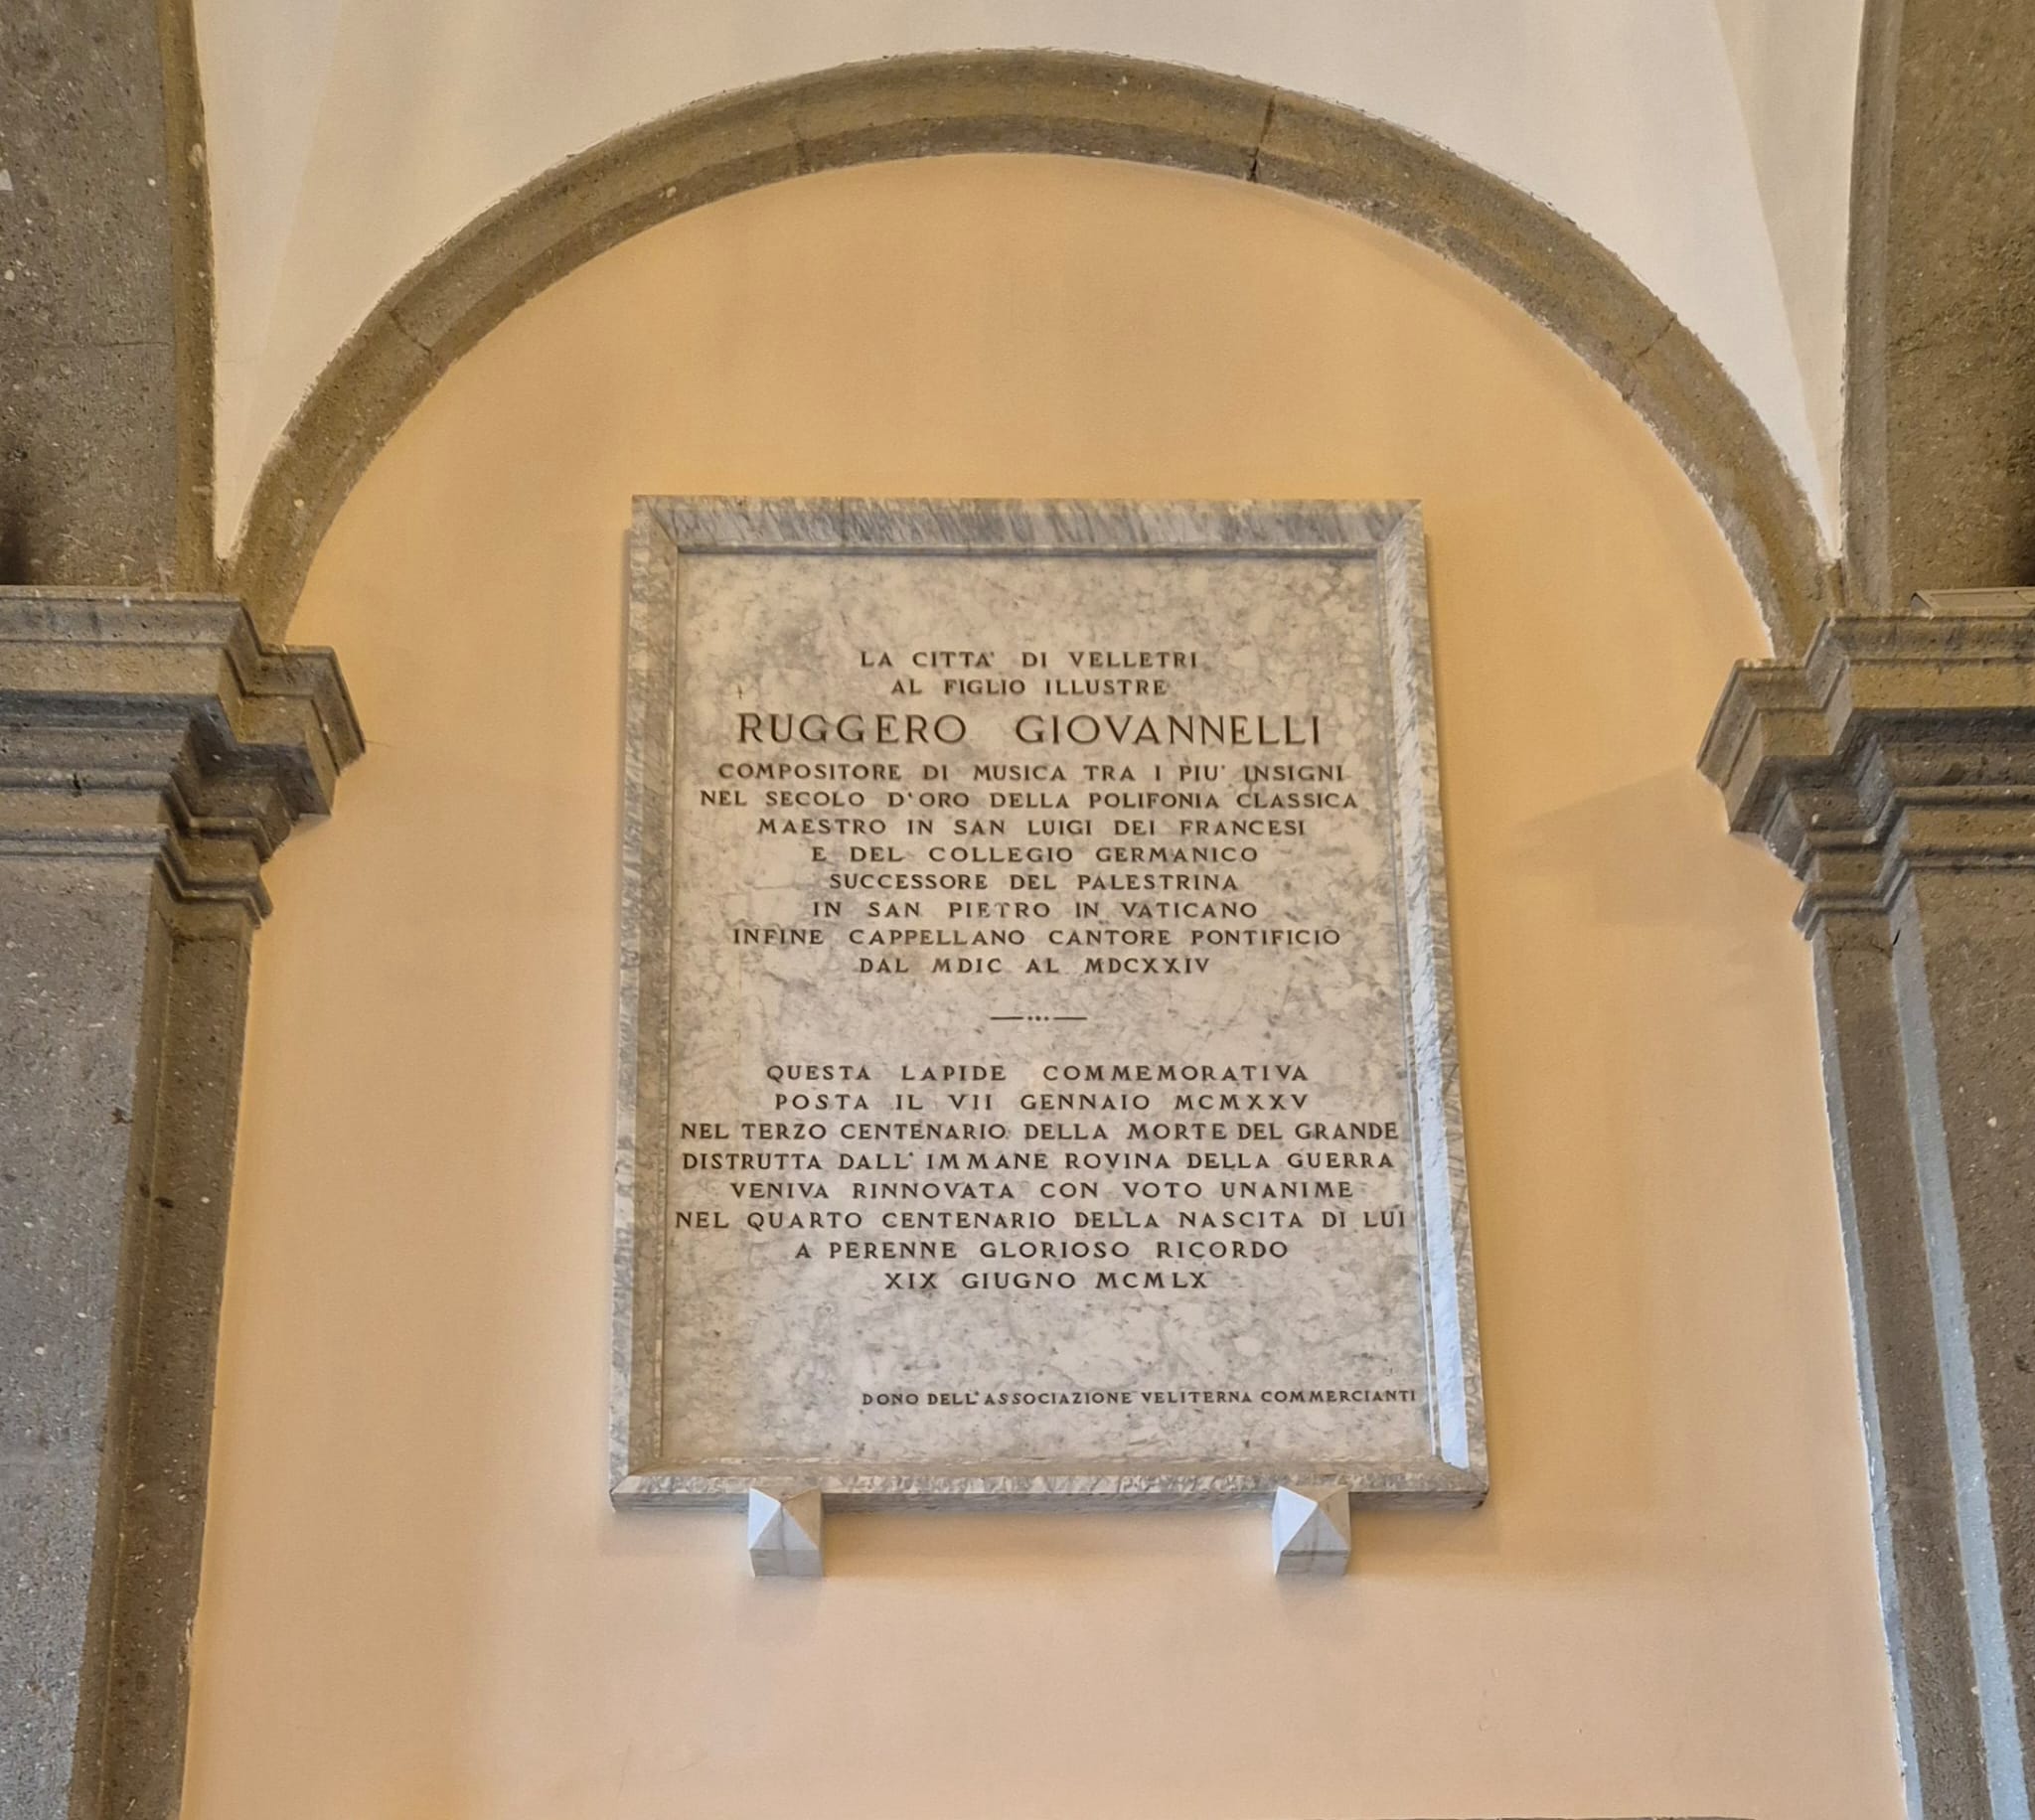 LA CITTA' DI VELLETRI
AL FIGLIO ILLUSTRE
RUGGERO GIOVANNELLI
COMPOSITORE DI MUSICA TRA I PIU' INSIGNI
NEL SECOLO D'ORO DELLA POLIFONIA CLASSICA
MAESTRO IN SAN LUIGI DEI FRANCESI
E DEL COLLEGIO GERMANICO
SUCCESSORE DEL PALESTRINA
IN SAN PIETRO IN VATICANO
INFINE CAPPELLANO CANTORE PONTIFICIO
DAL MDIC AL MDCXXIV
QUESTA LAPIDE COMMEMORATIVA
POSTA IL VII GENNAIO MCMXXV
NEL TERZO CENTENARIO DELLA MORTE DEL GRANDE
DISTRUTTA DALL' IMMANE ROVINA DELLA GUERRA
VENIVA RINNOVATA CON VOTO UNANIME
NEL QUARTO CENTENARIO DELLA NASCITA DI LUI
A PERENNE GLORIOSO RICORDO
XIX GIUGNO MCMLX
DONO DELL'ASSOCIAZIONE VELITERNA COMMERCIANTI